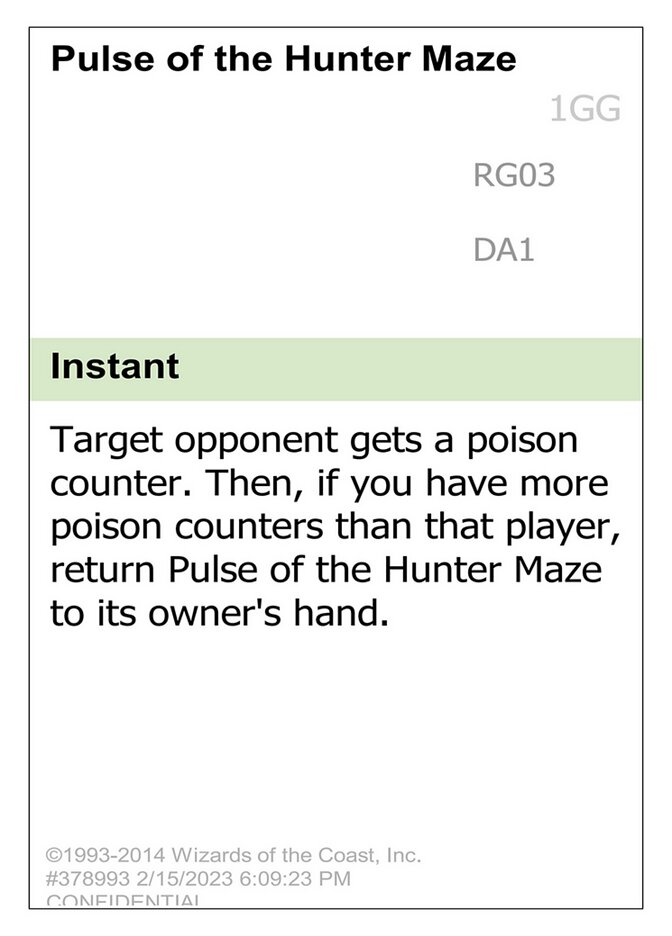 Pulse of the Hunter Maze
1GG
RG03
DA1
Instant
Target opponent gets a poison
counter. Then, if you have more
poison counters than that player,
return Pulse of the Hunter Maze
to its owner's hand.
©1993-2014 Wizards of the Coast, Inc.
#378993 2/15/2023 6:09:23 PM
CONFIDENTIAL